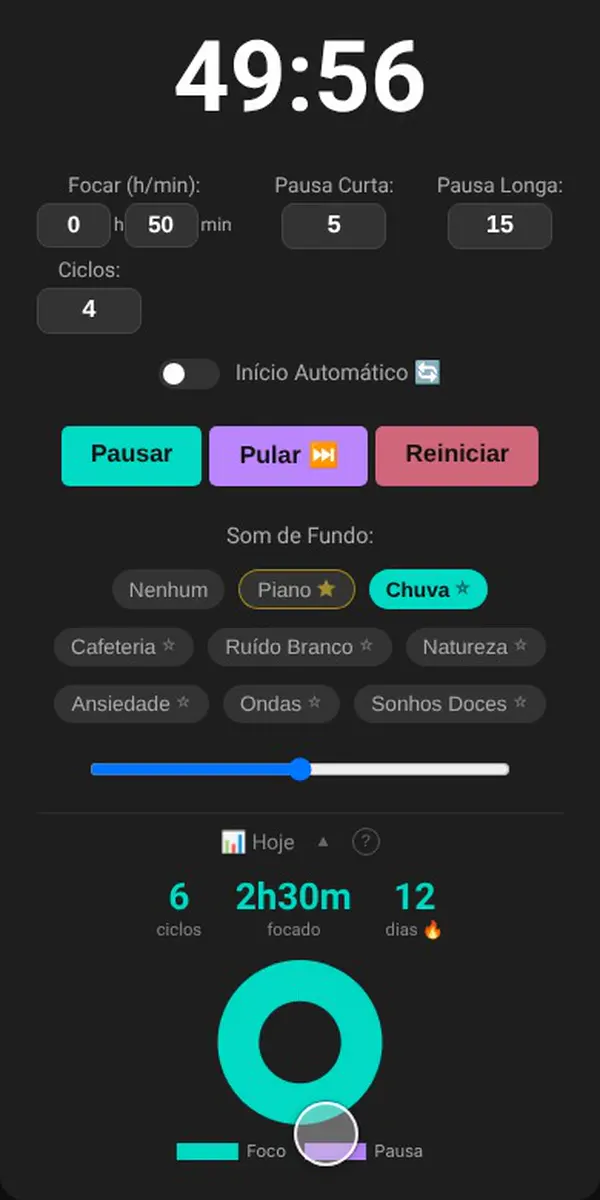 49:56
Focar (h/min): Pausa Curta: Pausa Longa:
0 h 50 min 5 15
Ciclos:
4
Início Automático 🔄
Pausar Pular ⏭️ Reiniciar
Som de Fundo:
Nenhum Piano ★ Chuva ☆
Cafeteria ☆ Ruído Branco ☆ Natureza ☆
Ansiedade ☆ Ondas ☆ Sonhos Doces ☆
📊 Hoje ▲ ?
6 2h30m 12
ciclos focado dias 🔥
Foco Pausa